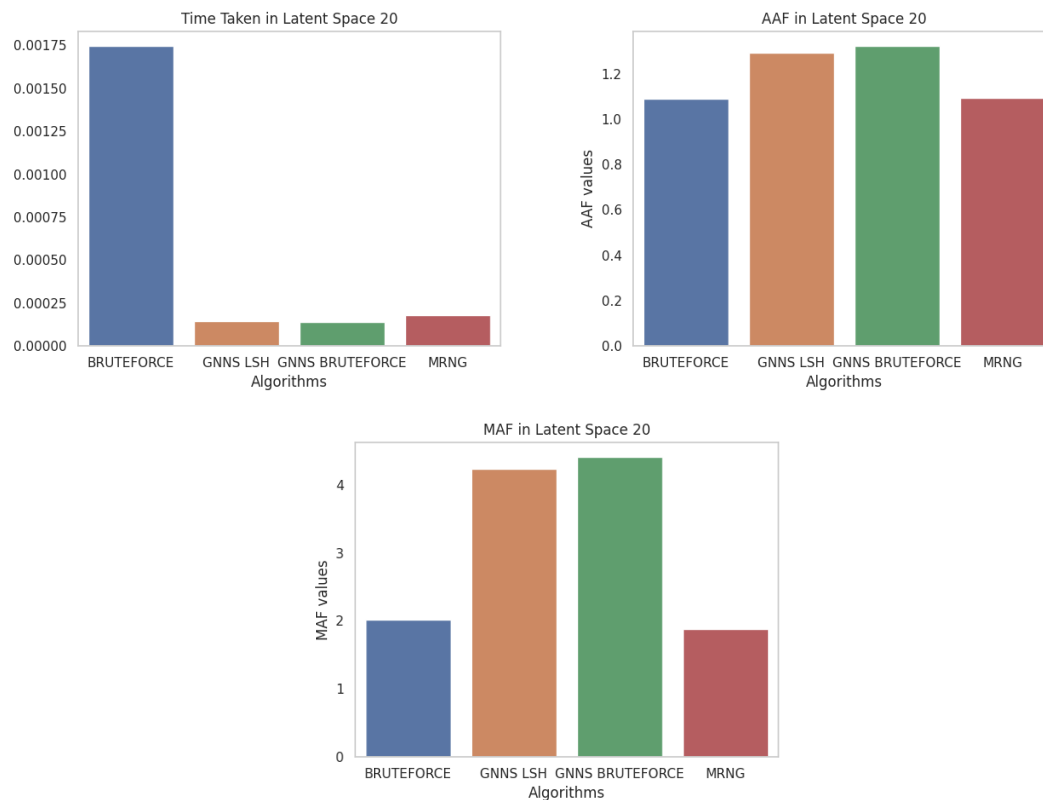 Time Taken in Latent Space 20
0.00175
0.00150
0.00125
0.00100
0.00075
0.00050
0.00025
0.00000
BRUTEFORCE GNNS LSH GNNS BRUTEFORCE MRNG
Algorithms
AAF in Latent Space 20
AAF values
1.2
1.0
0.8
0.6
0.4
0.2
0.0
BRUTEFORCE GNNS LSH GNNS BRUTEFORCE MRNG
Algorithms
MAF in Latent Space 20
MAF values
4
3
2
1
0
BRUTEFORCE GNNS LSH GNNS BRUTEFORCE MRNG
Algorithms